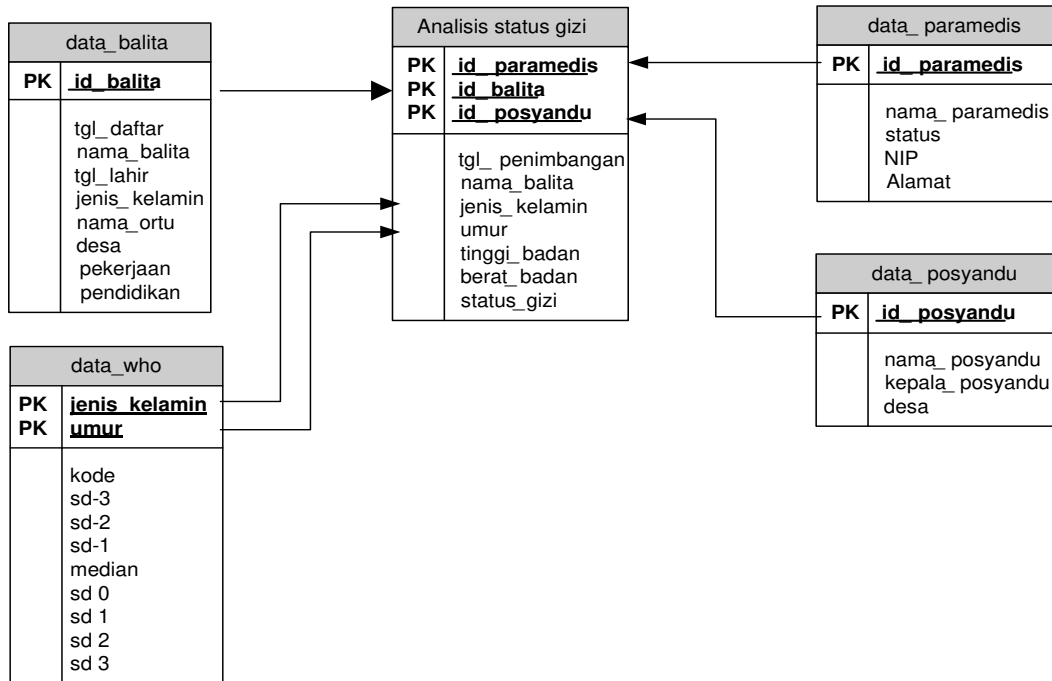 data_balita
PK id_balita
tgl_daftar
nama_balita
tgl_lahir
jenis_kelamin
nama_ortu
desa
pekerjaan
pendidikan
Analisis status gizi
PK id_paramedis
PK id_balita
PK id_posyandu
tgl_penimbangan
nama_balita
jenis_kelamin
umur
tinggi_badan
berat_badan
status_gizi
data_paramedis
PK id_paramedis
nama_paramedis
status
NIP
Alamat
data_posyandu
PK id_posyandu
nama_posyandu
kepala_posyandu
desa
data_who
PK jenis_kelamin
PK umur
kode
sd-3
sd-2
sd-1
median
sd 0
sd 1
sd 2
sd 3